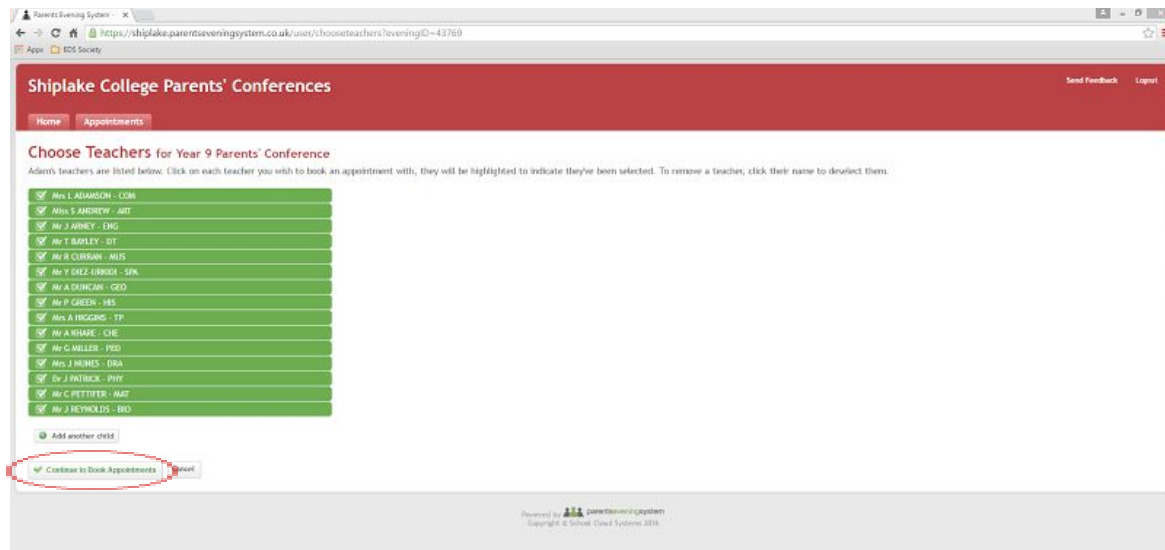 Parents Evening System -
https://shiplake.parentseveningsystem.co.uk/user/chooseteachers?eveningID=43769
Apps EDS Society
Shiplake College Parents' Conferences
Send Feedback Logout
Home Appointments
Choose Teachers for Year 9 Parents' Conference
Adam's teachers are listed below. Click on each teacher you wish to book an appointment with, they will be highlighted to indicate they've been selected. To remove a teacher, click their name to deselect them.
Mrs L ADAMSON - COM
Miss S ANDREW - ART
Mr J ARNEY - ENG
Mr T BAYLEY - DT
Mr R CURRAN - MUS
Mr Y DIEZ-URKIDI - SPA
Mr A DUNCAN - GEO
Mr P GREEN - HIS
Mrs A HIGGINS - TP
Mr A KHARE - CHE
Mr G MILLER - PED
Mrs J NUNES - DRA
Dr J PATRICK - PHY
Mr C PETTIFER - MAT
Mr J REYNOLDS - BIO
Add another child
Continue to Book Appointments Cancel
Powered by parentseveningsystem
Copyright © School Cloud Systems 2016